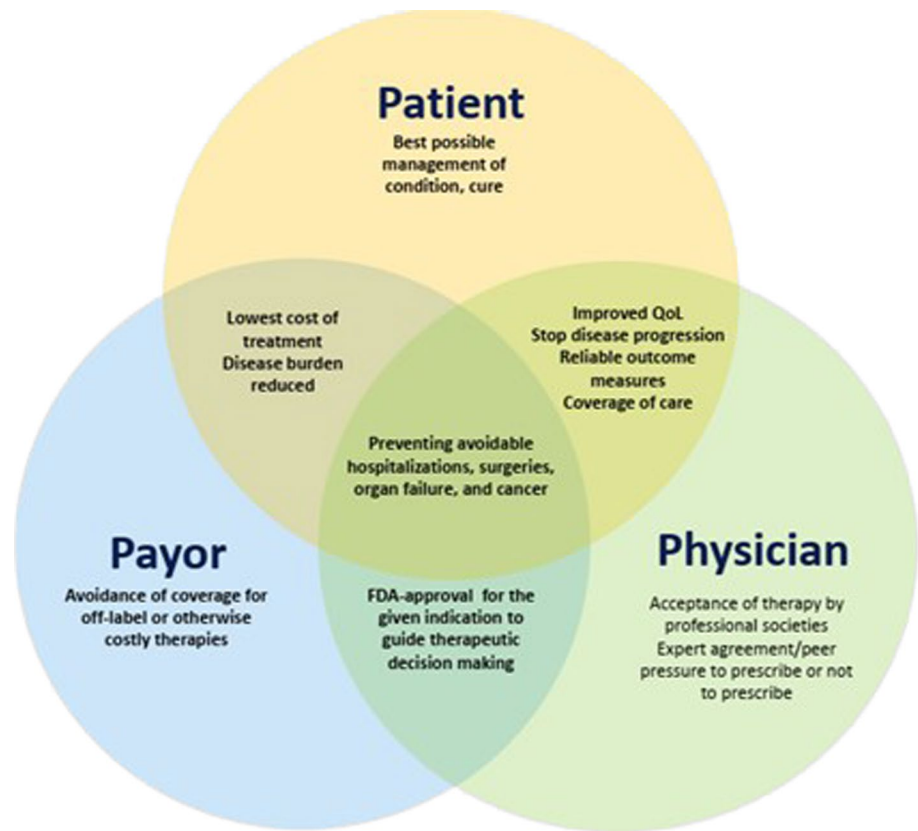 Patient
Best possible
management of
condition, cure
Lowest cost of
treatment
Disease burden
reduced
Improved QoL
Stop disease progression
Reliable outcome
measures
Coverage of care
Preventing avoidable
hospitalizations, surgeries,
organ failure, and cancer
Payor
Avoidance of coverage for
off-label or otherwise
costly therapies
FDA-approval for the
given indication to
guide therapeutic
decision making
Physician
Acceptance of therapy by
professional societies
Expert agreement/peer
pressure to prescribe or not
to prescribe